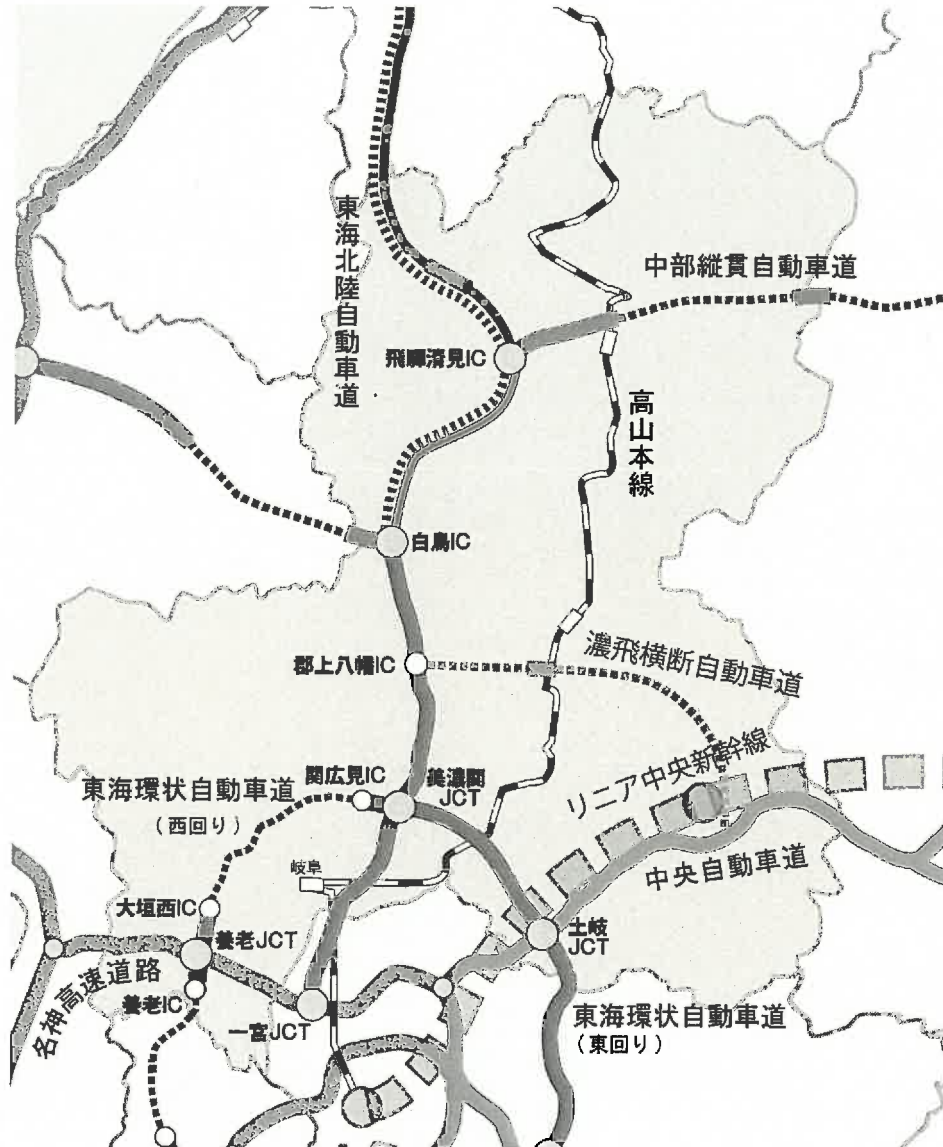 東海北陸自動車道
中部縦貫自動車道
飛騨清見IC
高山本線
白鳥IC
郡上八幡IC
濃飛横断自動車道
リニア中央新幹線
関広見IC
美濃関
JCT
東海環状自動車道
(西回り)
中央自動車道
岐阜
大垣西IC
養老JCT
土岐
JCT
名神高速道路
養老IC
一宮JCT
東海環状自動車道
(東回り)